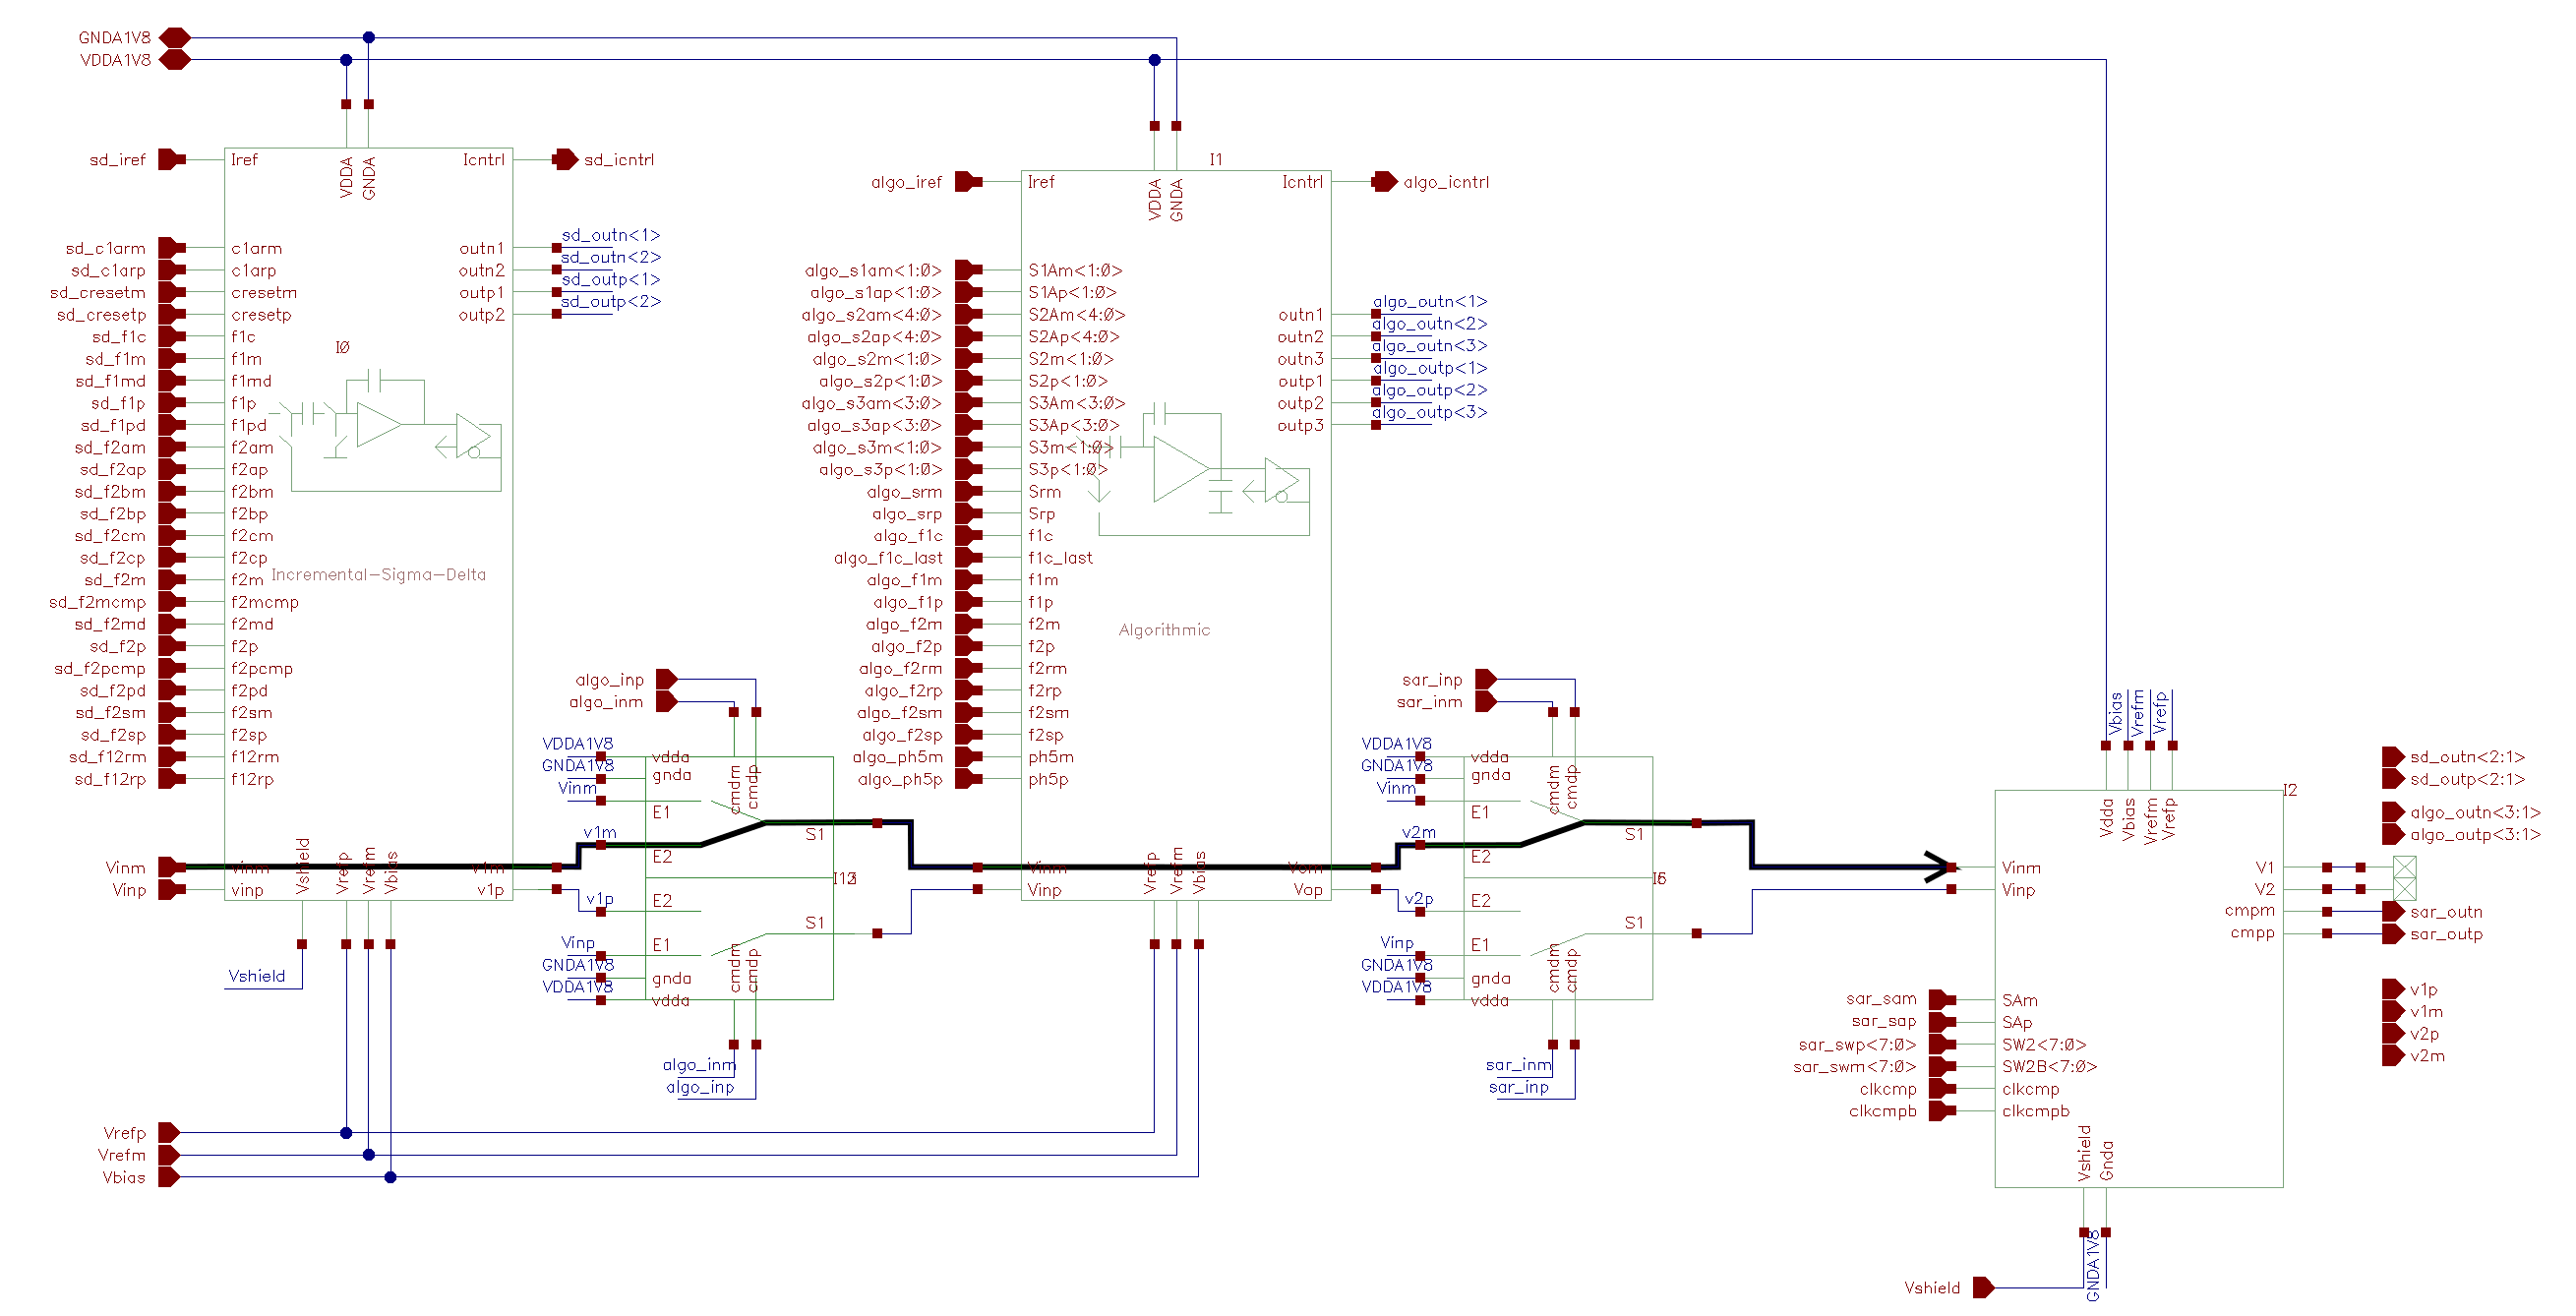 GNDA1V8
VDDA1V8
sd_iref
Iref
VDDA
GNDA
Icntrl
sd_icntrl
I1
algo_iref
Iref
VDDA
GNDA
Icntrl
algo_icntrl
sd_c1arm
sd_c1arp
sd_cresetm
sd_cresetp
sd_f1c
sd_f1m
sd_f1md
sd_f1p
sd_f1pd
sd_f2am
sd_f2ap
sd_f2bm
sd_f2bp
sd_f2cm
sd_f2cp
sd_f2m
sd_f2mcmp
sd_f2md
sd_f2p
sd_f2pcmp
sd_f2pd
sd_f2sm
sd_f2sp
sd_f12rm
sd_f12rp
c1arm
c1arp
cresetm
cresetp
f1c
f1m
f1md
f1p
f1pd
f2am
f2ap
f2bm
f2bp
f2cm
f2cp
f2m
f2mcmp
f2md
f2p
f2pcmp
f2pd
f2sm
f2sp
f12rm
f12rp
I0
Incremental-Sigma-Delta
outn1
outn2
outp1
outp2
sd_outn<1>
sd_outn<2>
sd_outp<1>
sd_outp<2>
Vinm
Vinp
vinm
vinp
Vshield
Vrefp
Vrefm
Vbias
v1m
v1p
Vshield
algo_inp
algo_inm
VDDA1V8
GNDA1V8
Vinm
v1m
v1p
Vinp
GNDA1V8
VDDA1V8
vdda
gnda
E1
E2
E2
E1
gnda
vdda
cmdm
cmdp
S1
S1
cmdm
cmdp
algo_inm
algo_inp
algo_s1am<1:0>
algo_s1ap<1:0>
algo_s2am<4:0>
algo_s2ap<4:0>
algo_s2m<1:0>
algo_s2p<1:0>
algo_s3am<3:0>
algo_s3ap<3:0>
algo_s3m<1:0>
algo_s3p<1:0>
algo_srm
algo_srp
algo_f1c
algo_f1c_last
algo_f1m
algo_f1p
algo_f2m
algo_f2p
algo_f2rm
algo_f2rp
algo_f2sm
algo_f2sp
algo_ph5m
algo_ph5p
S1Am<1:0>
S1Ap<1:0>
S2Am<4:0>
S2Ap<4:0>
S2m<1:0>
S2p<1:0>
S3Am<3:0>
S3Ap<3:0>
S3m<1:0>
S3p<1:0>
Srm
Srp
f1c
f1c_last
f1m
f1p
f2m
f2p
f2rm
f2rp
f2sm
f2sp
ph5m
ph5p
Algorithmic
outn1
outn2
outn3
outp1
outp2
outp3
algo_outn<1>
algo_outn<2>
algo_outn<3>
algo_outp<1>
algo_outp<2>
algo_outp<3>
Vinm
Vinp
Vrefp
Vrefm
Vbias
Vom
Vop
sar_inp
sar_inm
VDDA1V8
GNDA1V8
Vinm
v2m
v2p
Vinp
GNDA1V8
VDDA1V8
vdda
gnda
E1
E2
E2
E1
gnda
vdda
cmdm
cmdp
S1
S1
cmdm
cmdp
sar_inm
sar_inp
Vbias
Vrefm
Vrefp
I2
Vdda
Vbias
Vrefm
Vrefp
Vinm
Vinp
V1
V2
cmpm
cmpp
sar_outn
sar_outp
sd_outn<2:1>
sd_outp<2:1>
algo_outn<3:1>
algo_outp<3:1>
v1p
v1m
v2p
v2m
sar_sam
sar_sap
sar_swp<7:0>
sar_swm<7:0>
clkcmp
clkcmpb
SAm
SAp
SW2<7:0>
SW2B<7:0>
clkcmp
clkcmpb
Vshield
Gnda
GNDA1V8
Vshield
Vrefp
Vrefm
Vbias